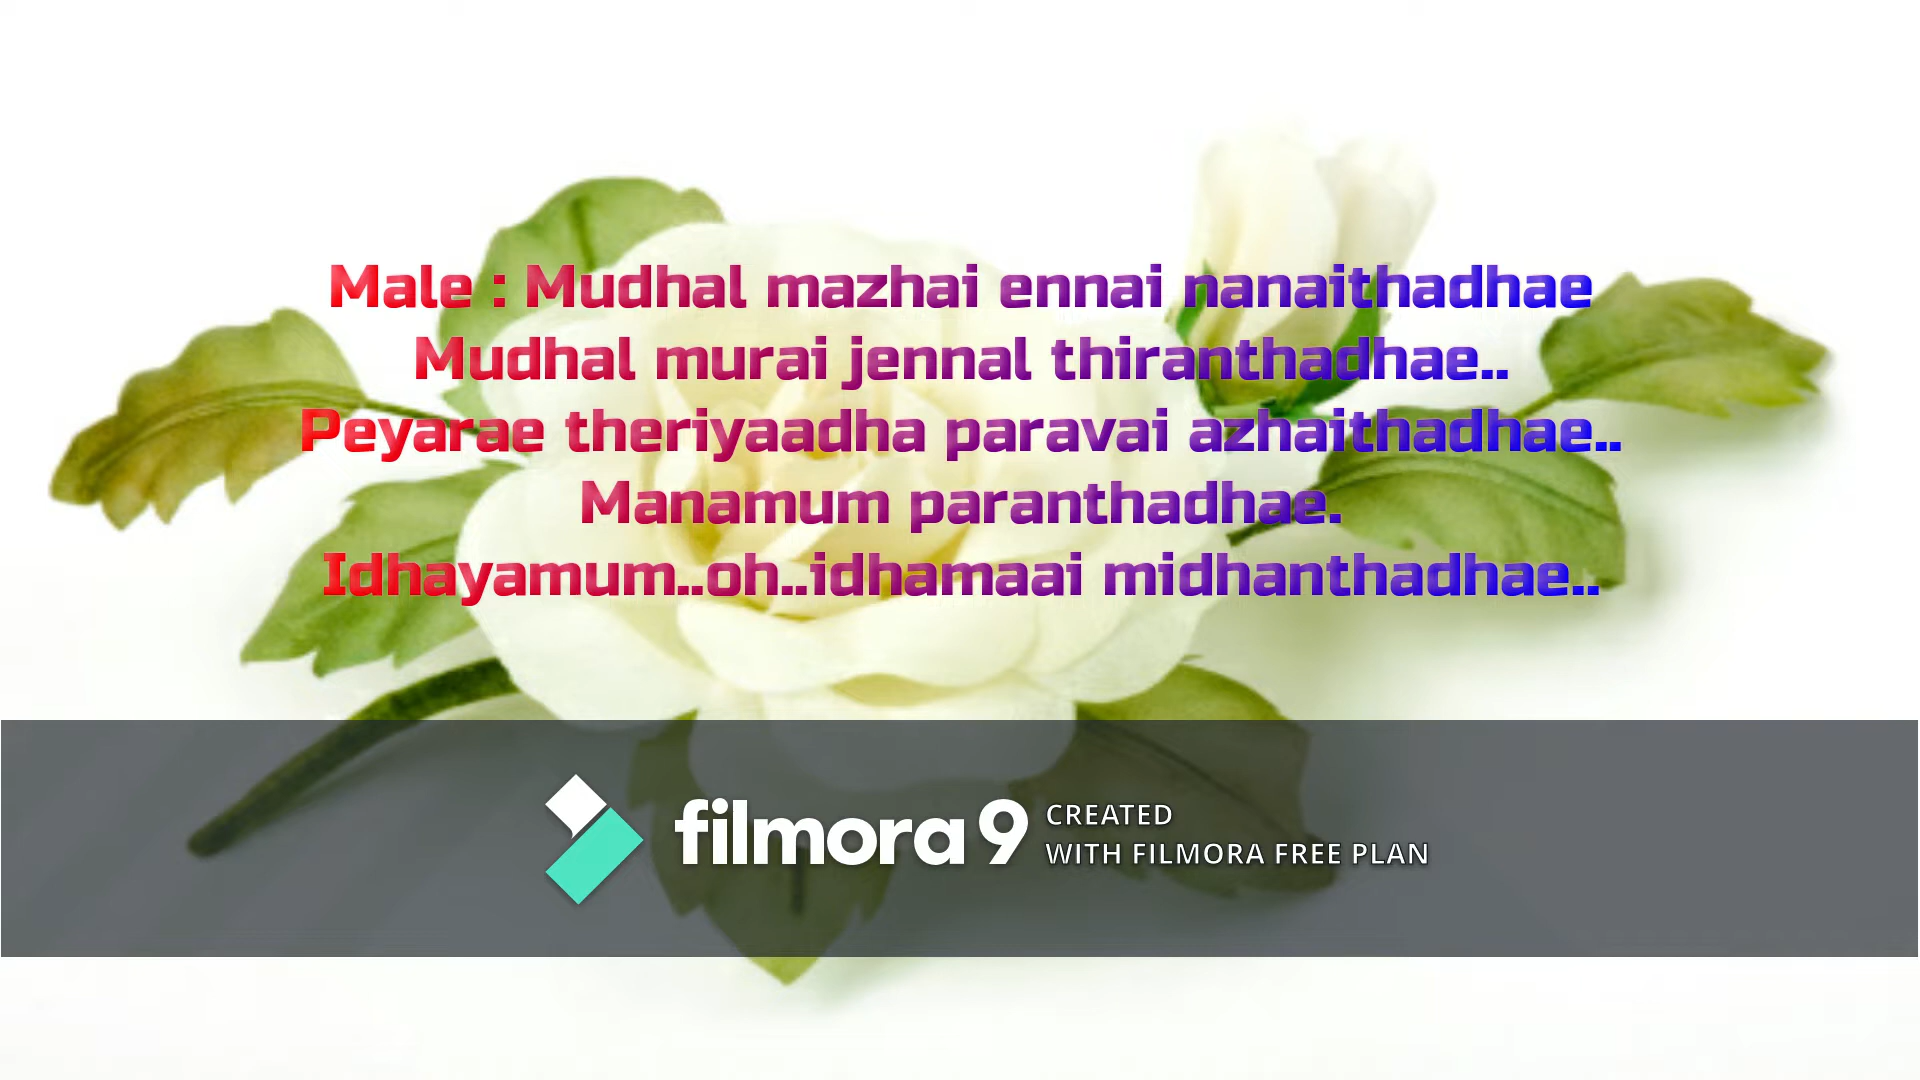 Male : Mudhal mazhai ennai nanaithadhae
Mudhal murai jennal thiranthadhae..
Peyarae theriyaadha paravai azhaithadhae..
Manamum paranthadhae.
Idhayamum..oh..idhamaai midhanthadhae..
filmora 9 CREATED
WITH FILMORA FREE PLAN